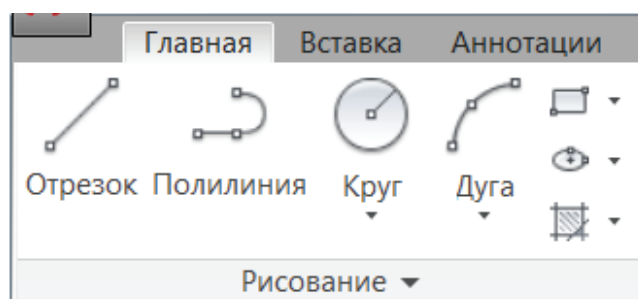 Главная Вставка Аннотации
Отрезок Полилиния Круг Дуга
Рисование